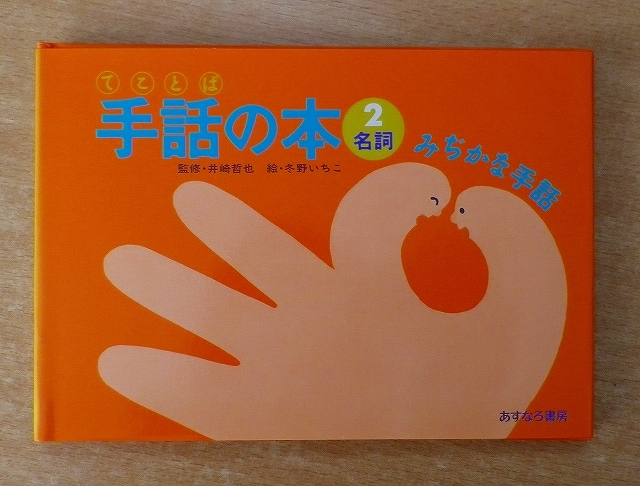 てことば
手話の本
2
名詞
みぢかな手話
監修・井崎哲也 絵・冬野いちこ
あすなろ書房